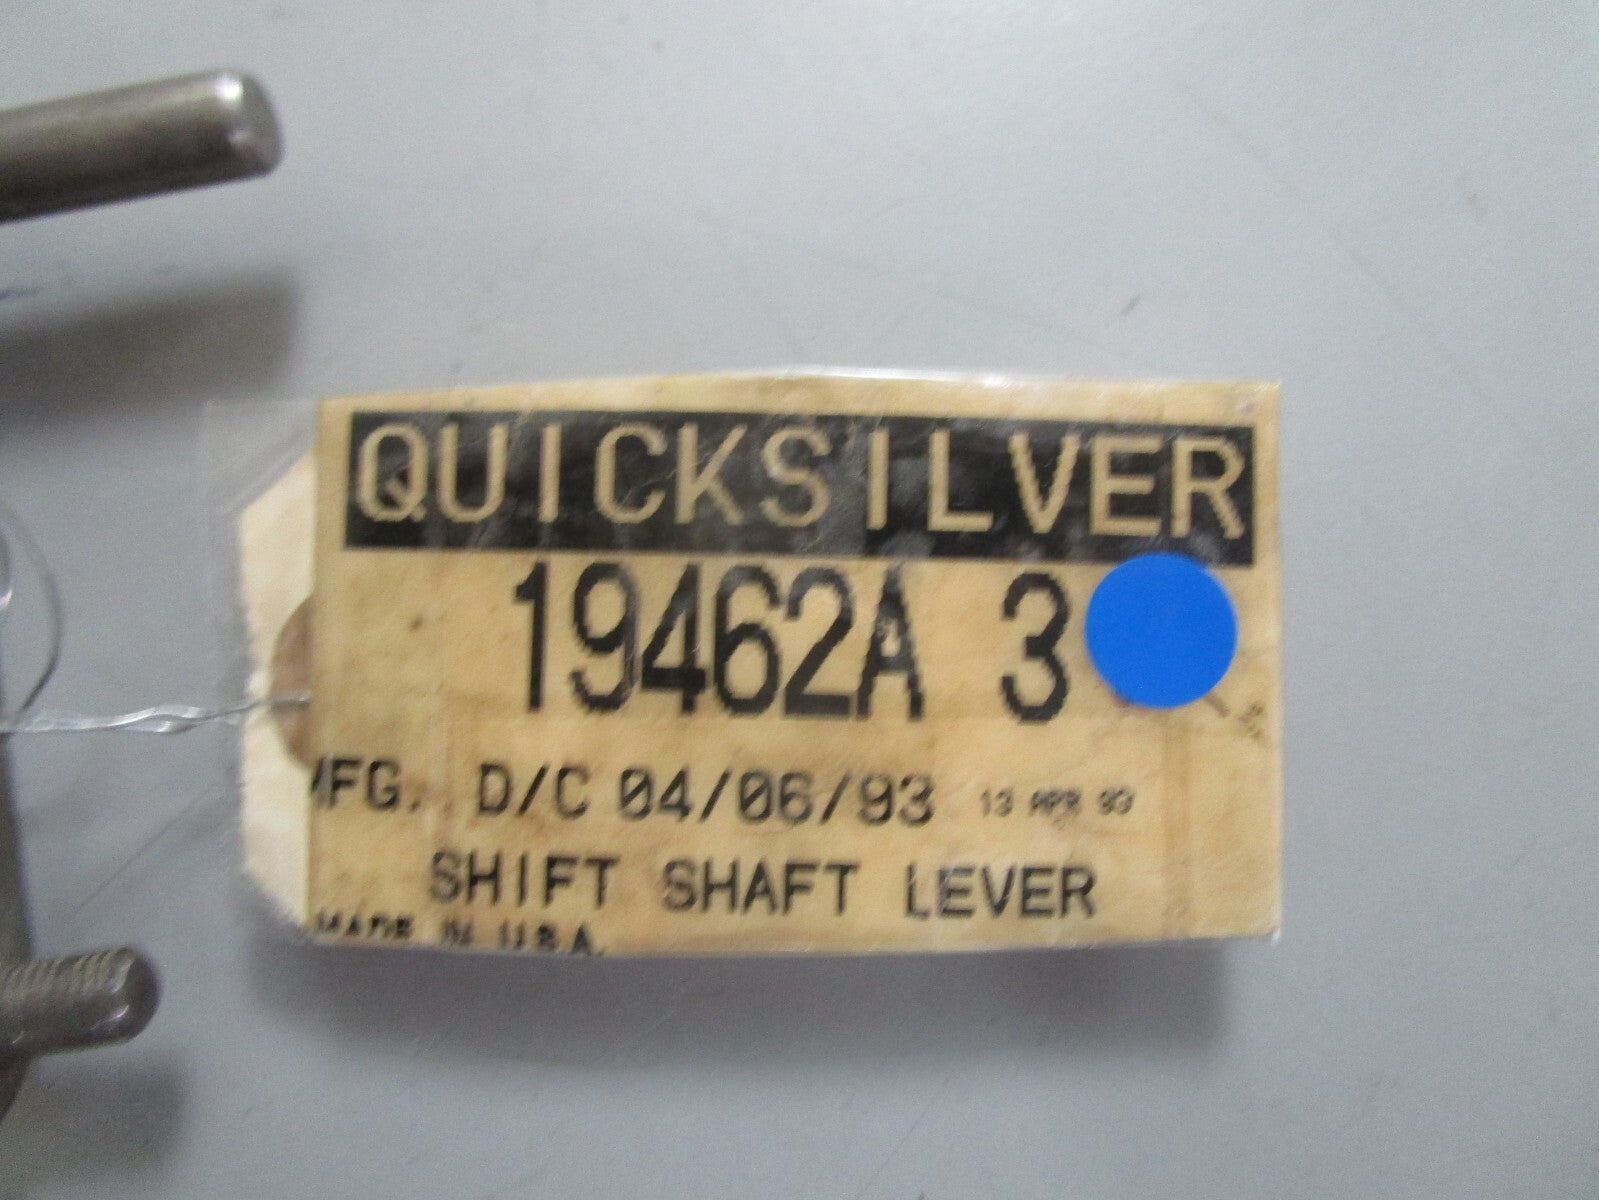 QUICKSILVER
19462A 3
MFG. D/C 04/06/93 13 APR 93
SHIFT SHAFT LEVER
MADE IN U.S.A.